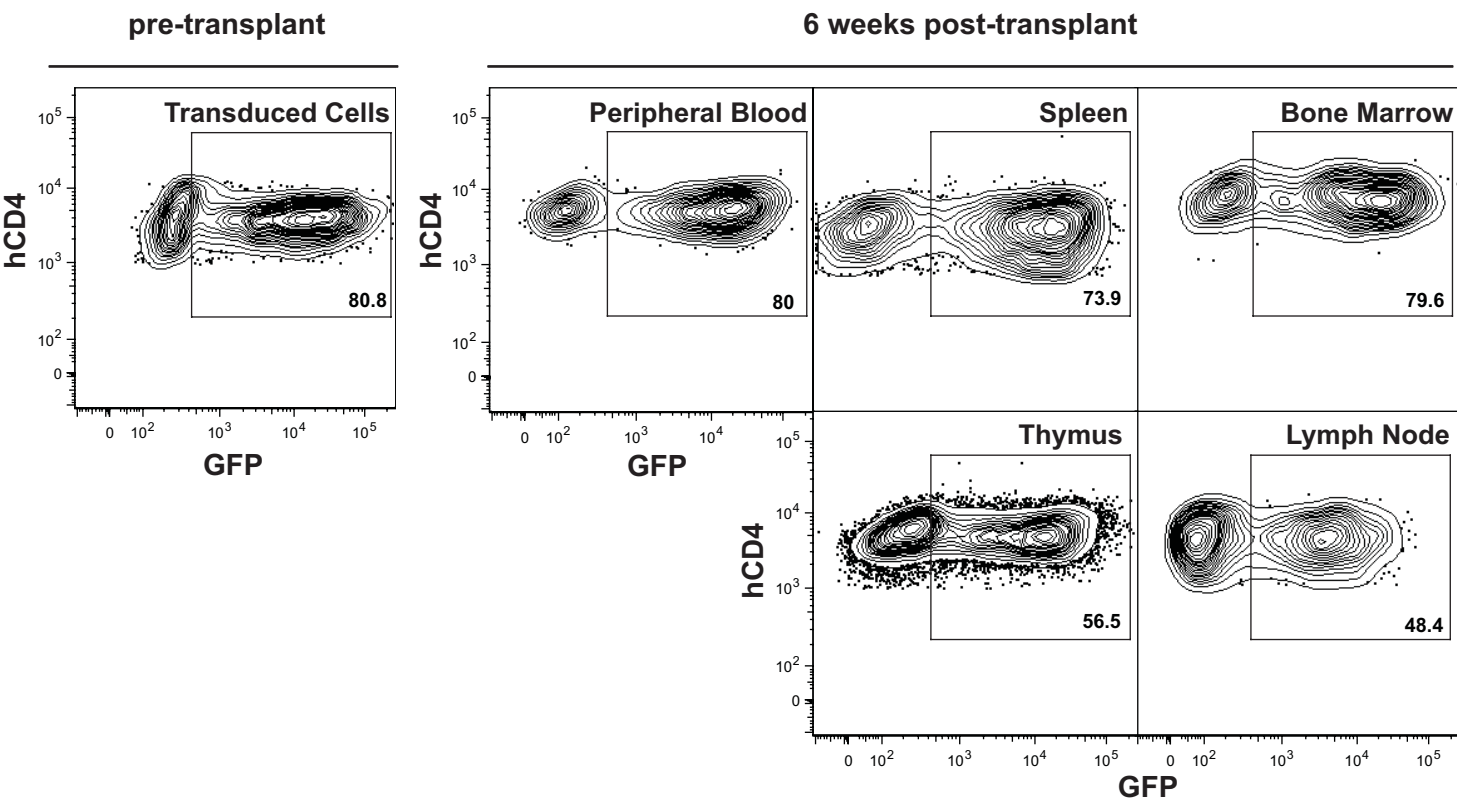 pre-transplant
6 weeks post-transplant
Transduced Cells
Peripheral Blood
Spleen
Bone Marrow
10^5
10^4
10^3
10^2
0
hCD4
80.8
0 10^2 10^3 10^4 10^5
GFP
10^5
10^4
10^3
10^2
0
hCD4
80
73.9
79.6
0 10^2 10^3 10^4
GFP
Thymus
Lymph Node
10^5
10^4
10^3
10^2
0
hCD4
56.5
48.4
0 10^2 10^3 10^4 10^5
0 10^2 10^3 10^4 10^5
GFP